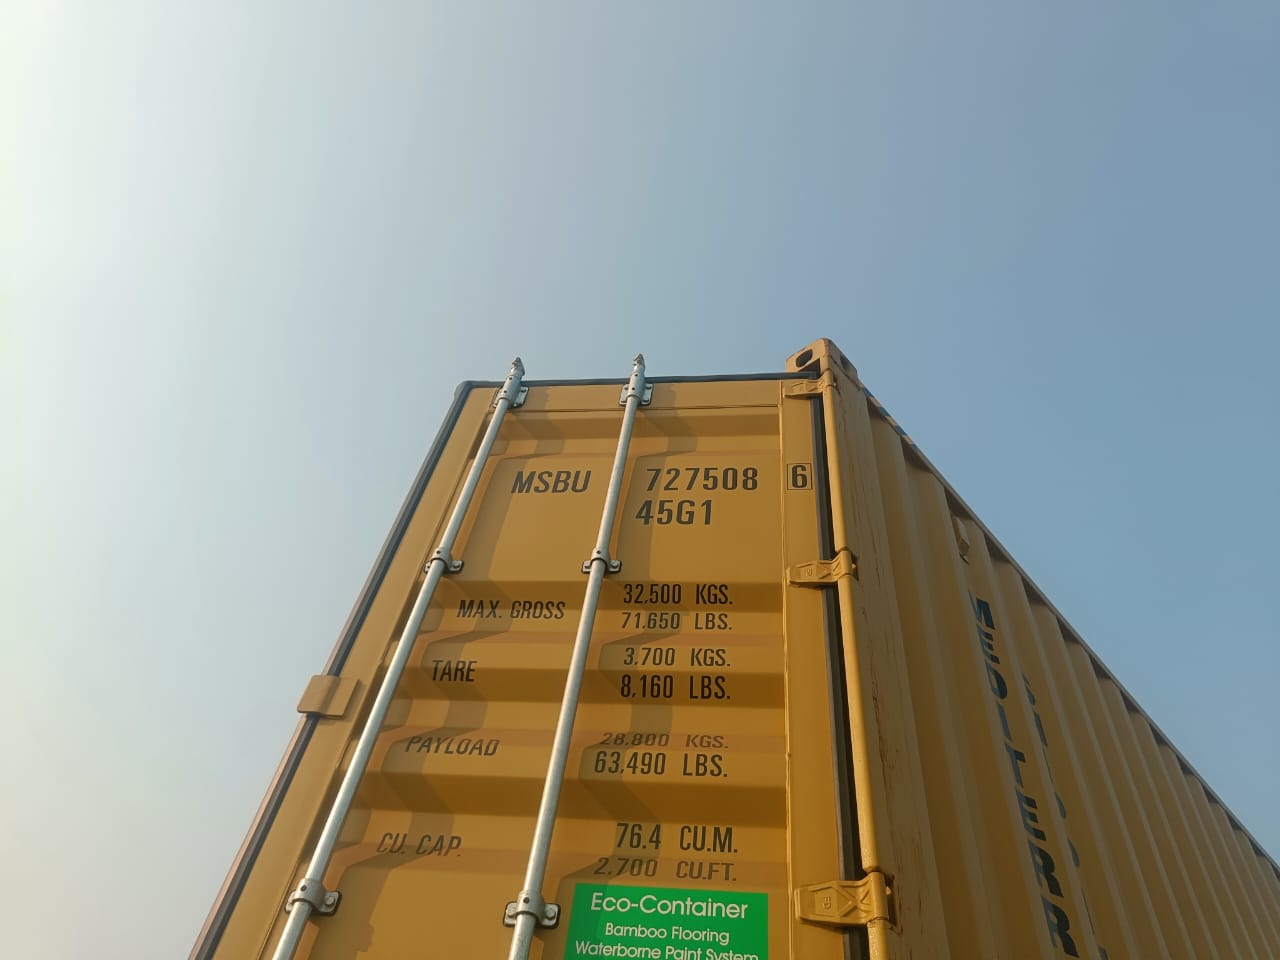 MSBU 727508 6
45G1
MAX. GROSS 32,500 KGS.
71,650 LBS.
TARE 3,700 KGS.
8,160 LBS.
PAYLOAD 28,800 KGS.
63,490 LBS.
CU. CAP. 76.4 CU.M.
2,700 CU.FT.
Eco-Container
Bamboo Flooring
Waterborne Paint System
MEDITERR